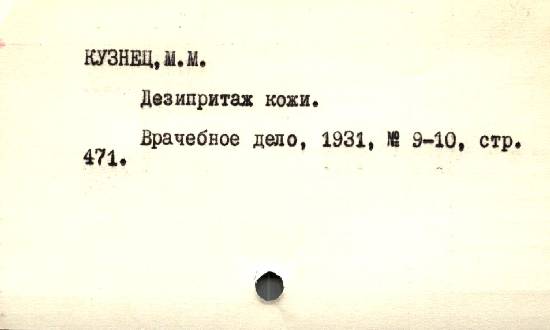 КУЗНЕЦ, М.М.
Дезипритаж кожи.
Врачебное дело, 1931, № 9-10, стр.
471.